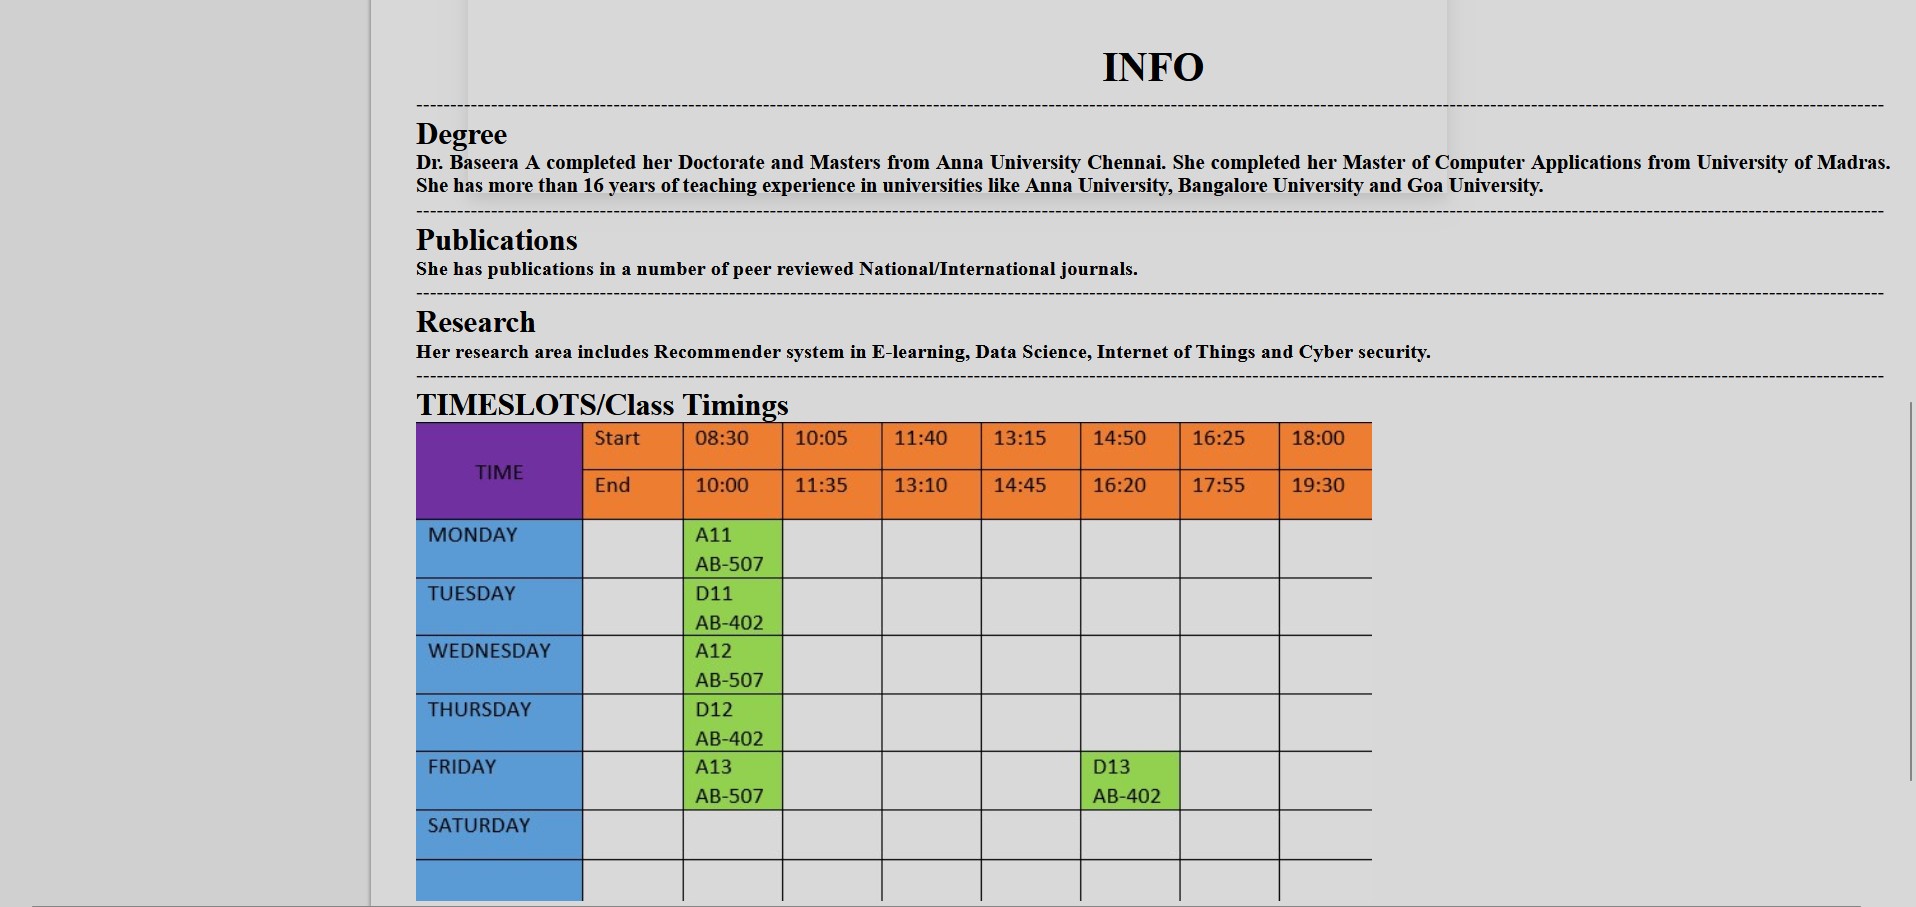 INFO
--------------------------------------------------------------------------------
Degree
Dr. Baseera A completed her Doctorate and Masters from Anna University Chennai. She completed her Master of Computer Applications from University of Madras.
She has more than 16 years of teaching experience in universities like Anna University, Bangalore University and Goa University.
--------------------------------------------------------------------------------
Publications
She has publications in a number of peer reviewed National/International journals.
--------------------------------------------------------------------------------
Research
Her research area includes Recommender system in E-learning, Data Science, Internet of Things and Cyber security.
--------------------------------------------------------------------------------
TIMESLOTS/Class Timings
TIME
Start 08:30 10:05 11:40 13:15 14:50 16:25 18:00
End 10:00 11:35 13:10 14:45 16:20 17:55 19:30
MONDAY A11
AB-507
TUESDAY D11
AB-402
WEDNESDAY A12
AB-507
THURSDAY D12
AB-402
FRIDAY A13 D13
AB-507 AB-402
SATURDAY